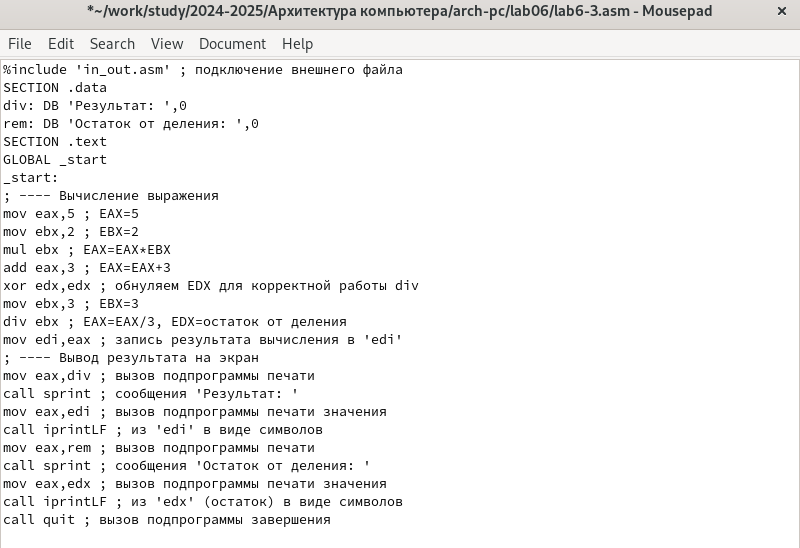 *~/work/study/2024-2025/Архитектура компьютера/arch-pc/lab06/lab6-3.asm - Mousepad
File Edit Search View Document Help
%include 'in_out.asm' ; подключение внешнего файла
SECTION .data
div: DB 'Результат: ',0
rem: DB 'Остаток от деления: ',0
SECTION .text
GLOBAL _start
_start:
; ---- Вычисление выражения
mov eax,5 ; EAX=5
mov ebx,2 ; EBX=2
mul ebx ; EAX=EAX*EBX
add eax,3 ; EAX=EAX+3
xor edx,edx ; обнуляем EDX для корректной работы div
mov ebx,3 ; EBX=3
div ebx ; EAX=EAX/3, EDX=остаток от деления
mov edi,eax ; запись результата вычисления в 'edi'
; ---- Вывод результата на экран
mov eax,div ; вызов подпрограммы печати
call sprint ; сообщения 'Результат: '
mov eax,edi ; вызов подпрограммы печати значения
call iprintLF ; из 'edi' в виде символов
mov eax,rem ; вызов подпрограммы печати
call sprint ; сообщения 'Остаток от деления: '
mov eax,edx ; вызов подпрограммы печати значения
call iprintLF ; из 'edx' (остаток) в виде символов
call quit ; вызов подпрограммы завершения